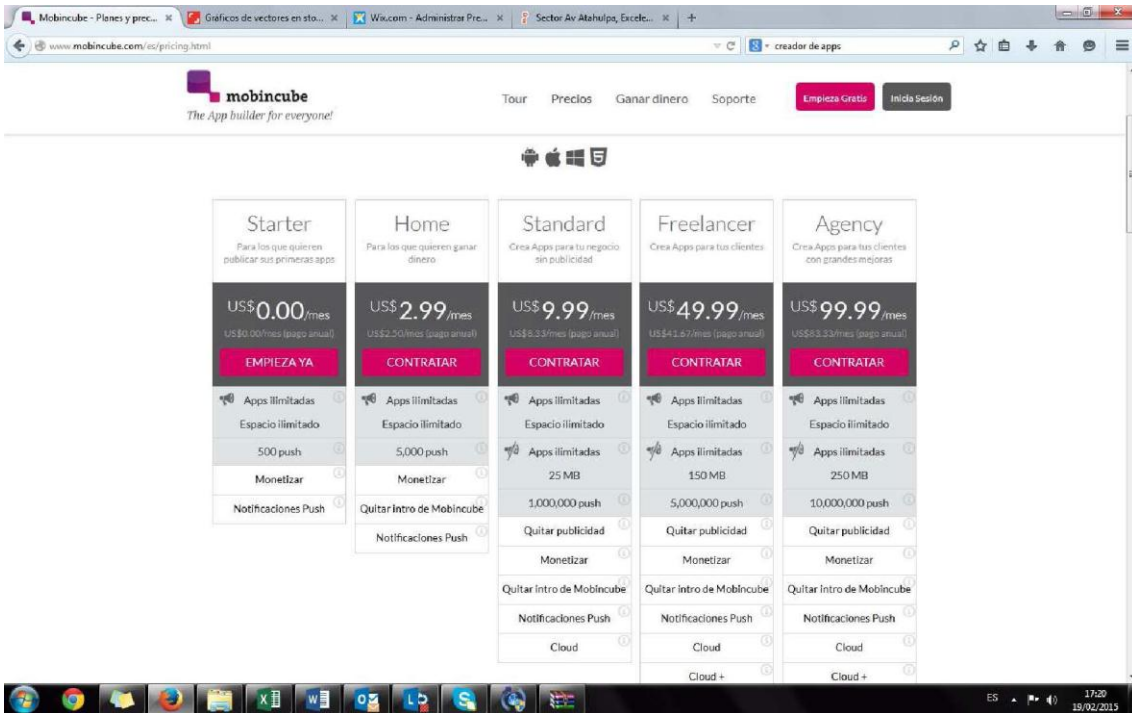 Mobincube - Planes y prec...
Gráficos de vectores en sto...
Wix.com - Administrar Pre...
Sector Av Atahulpa, Excele...
www.mobincube.com/es/pricing.html
creador de apps
mobincube
The App builder for everyone!
Tour Precios Ganar dinero Soporte
Empieza Gratis
Inicia Sesión
Starter
Para los que quieren
publicar sus primeras apps
US$0.00/mes
US$0.00/mes (pago anual)
EMPIEZA YA
Apps ilimitadas
Espacio ilimitado
500 push
Monetizar
Notificaciones Push
Home
Para los que quieren ganar
dinero
US$2.99/mes
US$2.50/mes (pago anual)
CONTRATAR
Apps ilimitadas
Espacio ilimitado
5,000 push
Monetizar
Quitar intro de Mobincube
Notificaciones Push
Standard
Crea Apps para tu negocio
sin publicidad
US$9.99/mes
US$8.33/mes (pago anual)
CONTRATAR
Apps ilimitadas
Espacio ilimitado
Apps ilimitadas
25 MB
1,000,000 push
Quitar publicidad
Monetizar
Quitar intro de Mobincube
Notificaciones Push
Cloud
Freelancer
Crea Apps para tus clientes
US$49.99/mes
US$41.67/mes (pago anual)
CONTRATAR
Apps ilimitadas
Espacio ilimitado
Apps ilimitadas
150 MB
5,000,000 push
Quitar publicidad
Monetizar
Quitar intro de Mobincube
Notificaciones Push
Cloud
Cloud +
Agency
Crea Apps para tus clientes
con grandes mejoras
US$99.99/mes
US$83.33/mes (pago anual)
CONTRATAR
Apps ilimitadas
Espacio ilimitado
Apps ilimitadas
250 MB
10,000,000 push
Quitar publicidad
Monetizar
Quitar intro de Mobincube
Notificaciones Push
Cloud
Cloud +
ES
17:20
19/02/2015